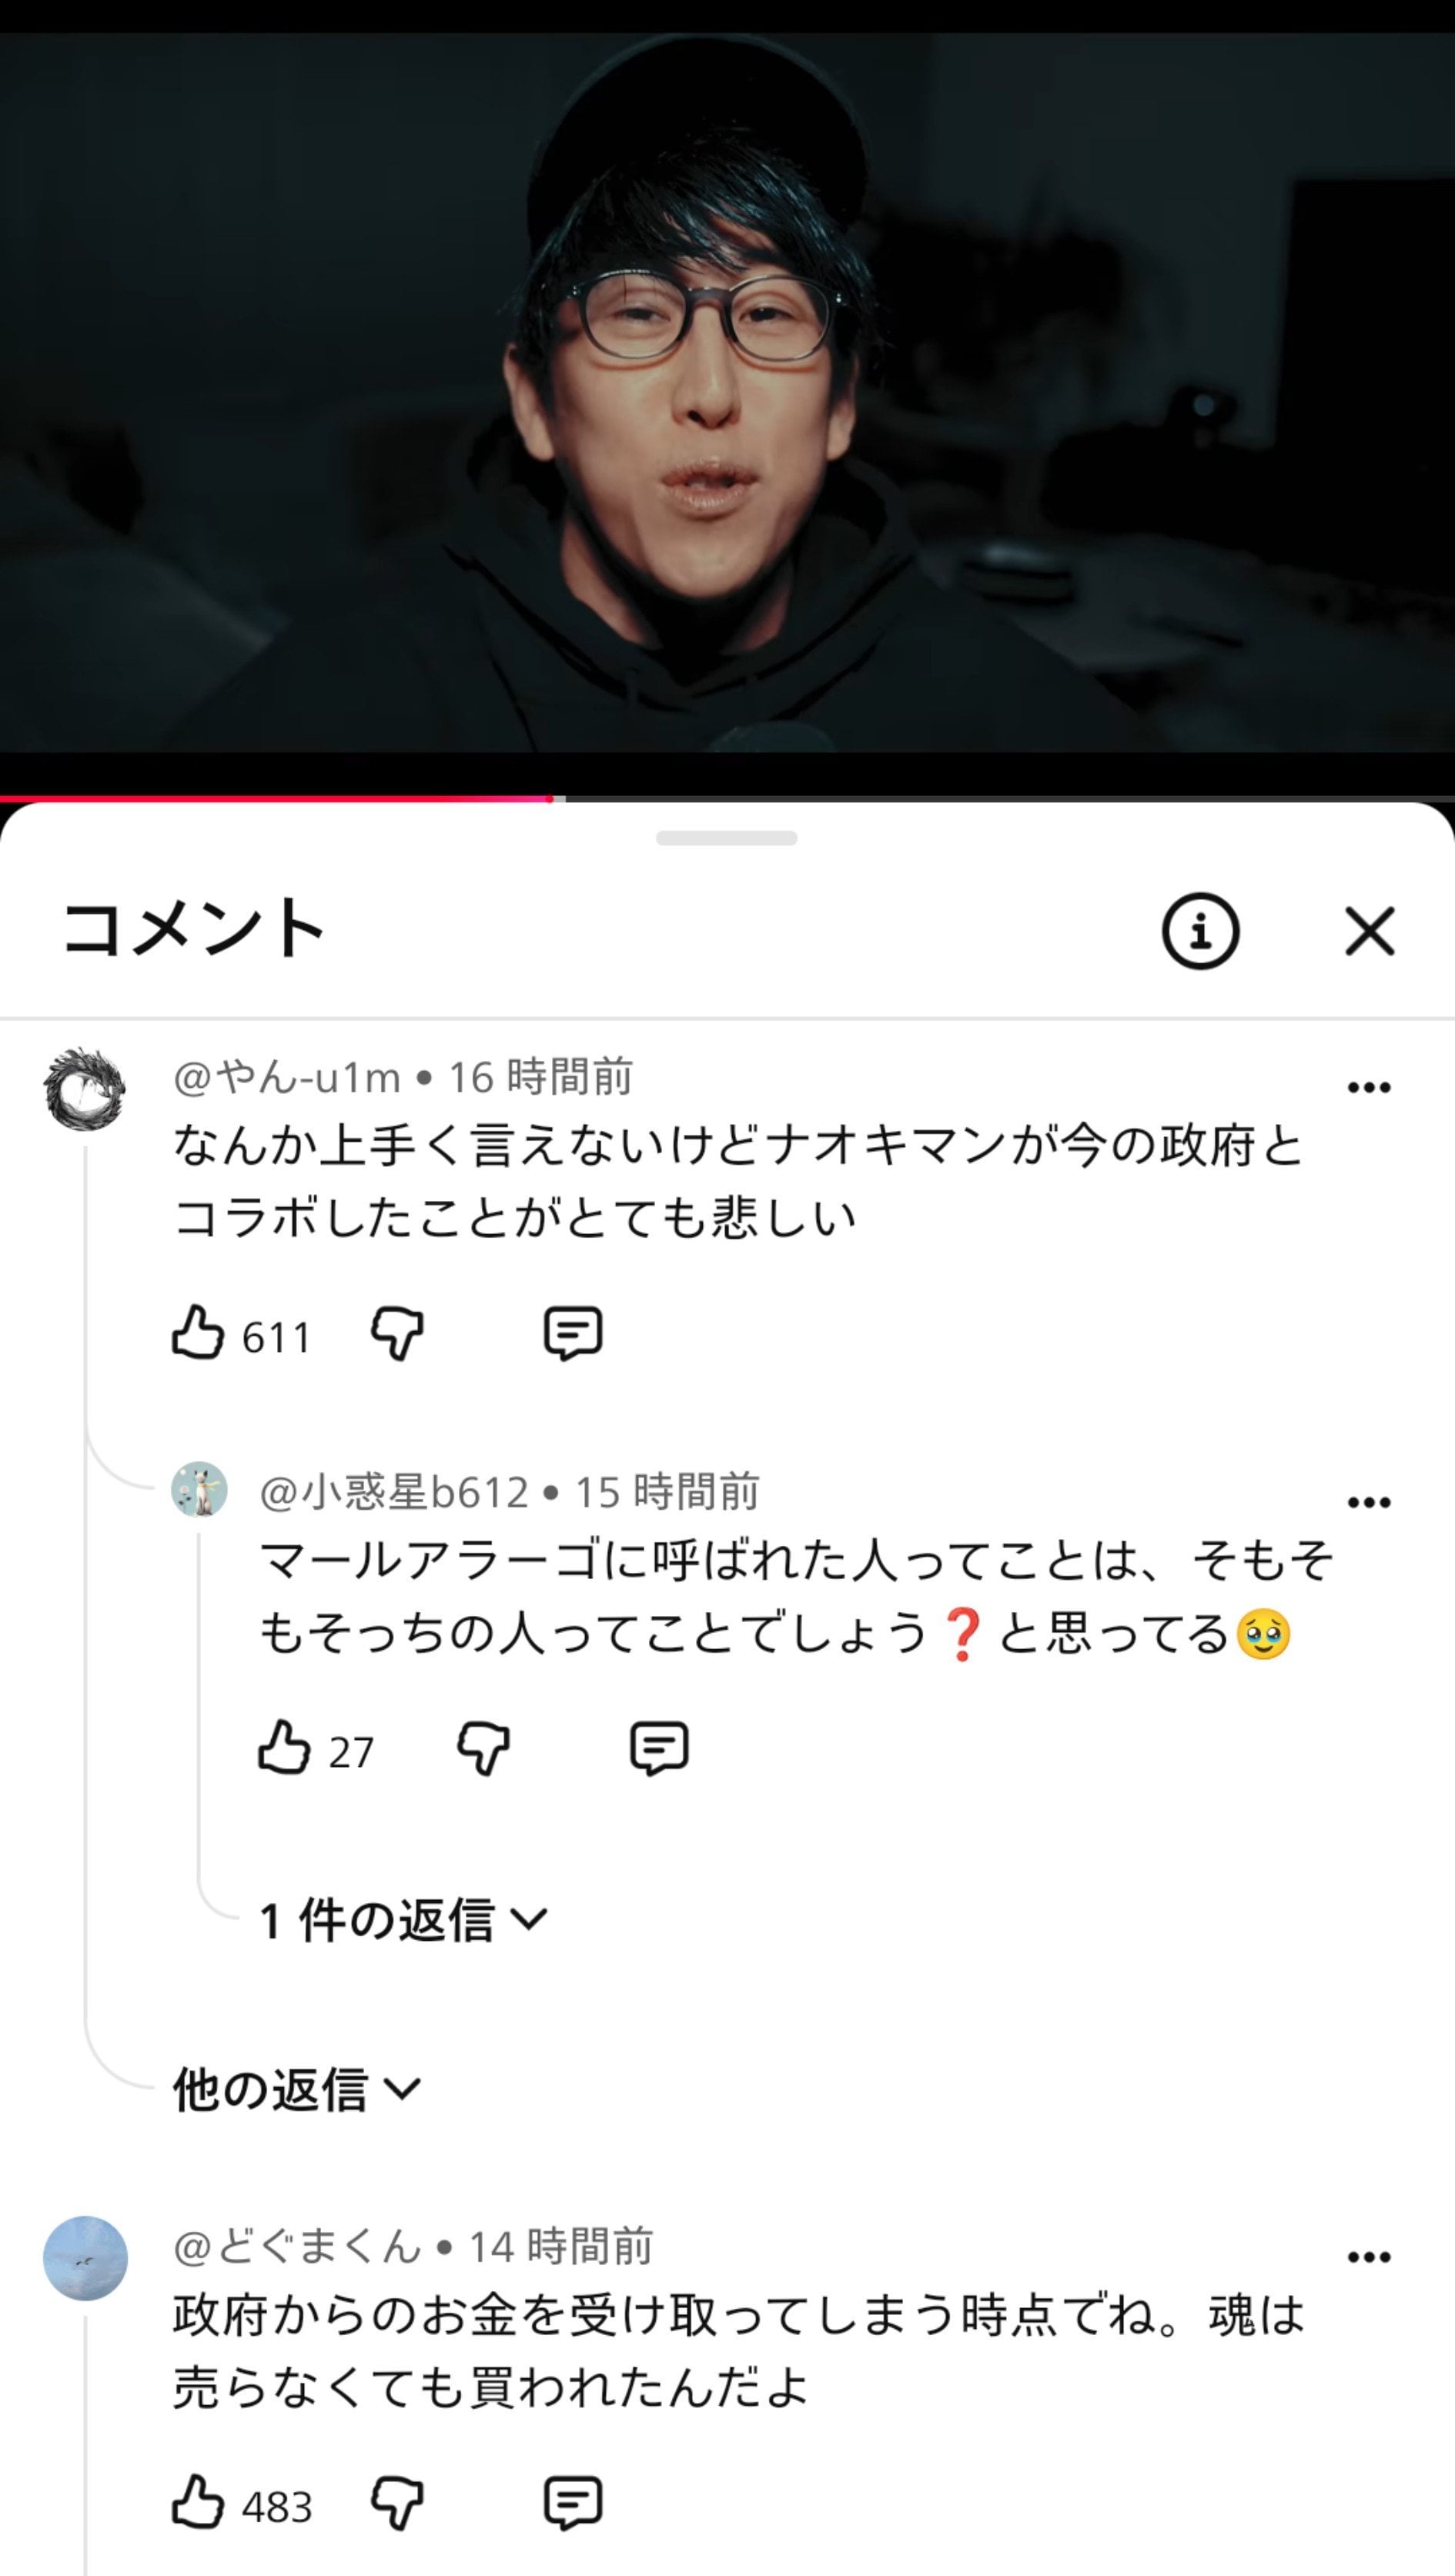 コメント
@やん-u1m • 16 時間前
なんか上手く言えないけどナオキマンが今の政府と
コラボしたことがとても悲しい
611
@小惑星b612 • 15 時間前
マールアラーゴに呼ばれた人ってことは、そもそ
もそっちの人ってことでしょう❓と思ってる🥹
27
1 件の返信
他の返信
@どぐまくん • 14 時間前
政府からのお金を受け取ってしまう時点でね。魂は
売らなくても買われたんだよ
483